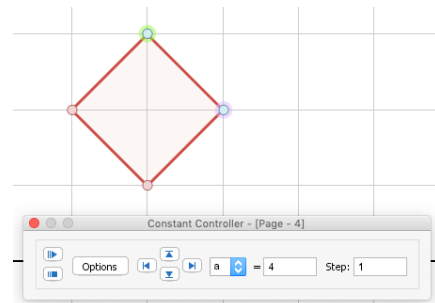 Constant Controller - [Page - 4]
Options a = 4 Step: 1